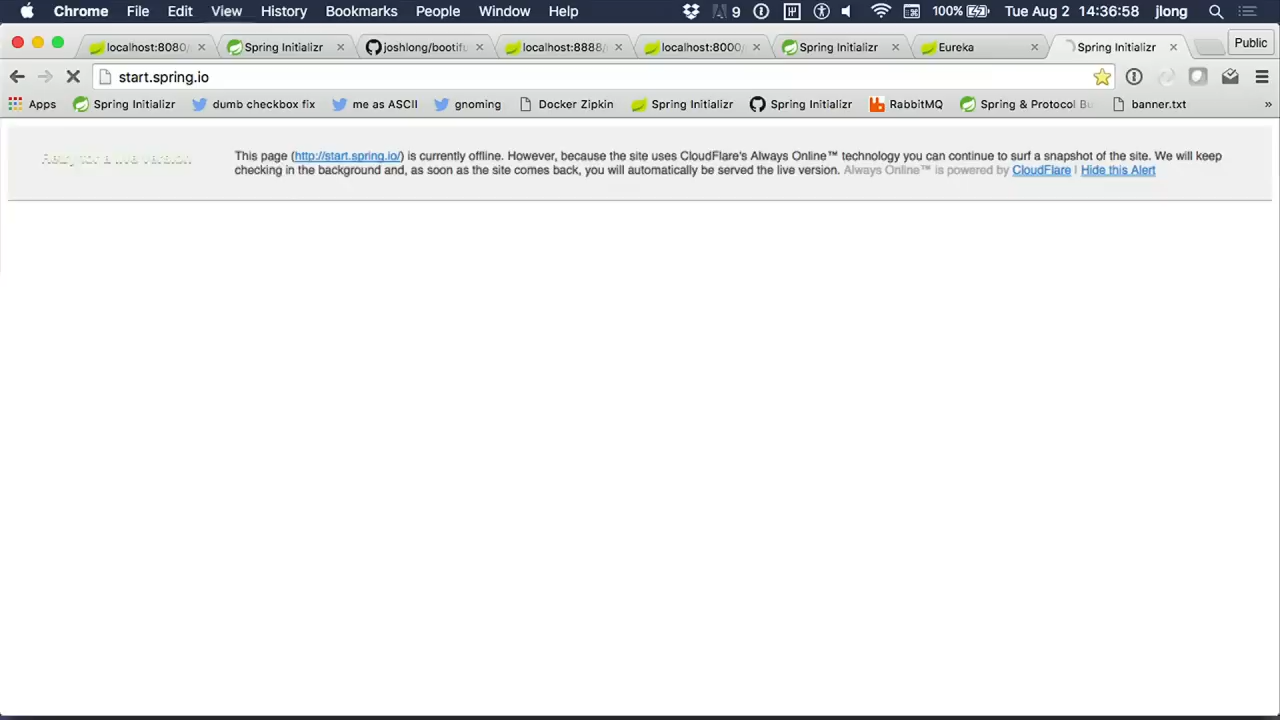 Chrome File Edit View History Bookmarks People Window Help 9 100% Tue Aug 2 14:36:58 jlong
localhost:8080/ Spring Initializr joshlong/bootifu localhost:8888/ localhost:8000/ Spring Initializr Eureka Spring Initializr Public
start.spring.io
Apps Spring Initializr dumb checkbox fix me as ASCII gnoming Docker Zipkin Spring Initializr Spring Initializr RabbitMQ Spring & Protocol Bu banner.txt »
Retry for a live version
This page (http://start.spring.io/) is currently offline. However, because the site uses CloudFlare's Always Online™ technology you can continue to surf a snapshot of the site. We will keep
checking in the background and, as soon as the site comes back, you will automatically be served the live version. Always Online™ is powered by CloudFlare | Hide this Alert